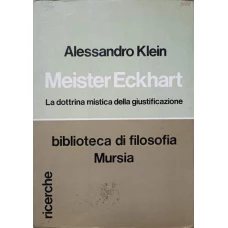 Alessandro Klein
Meister Eckhart
La dottrina mistica della giustificazione
biblioteca di filosofia
Mursia
ricerche